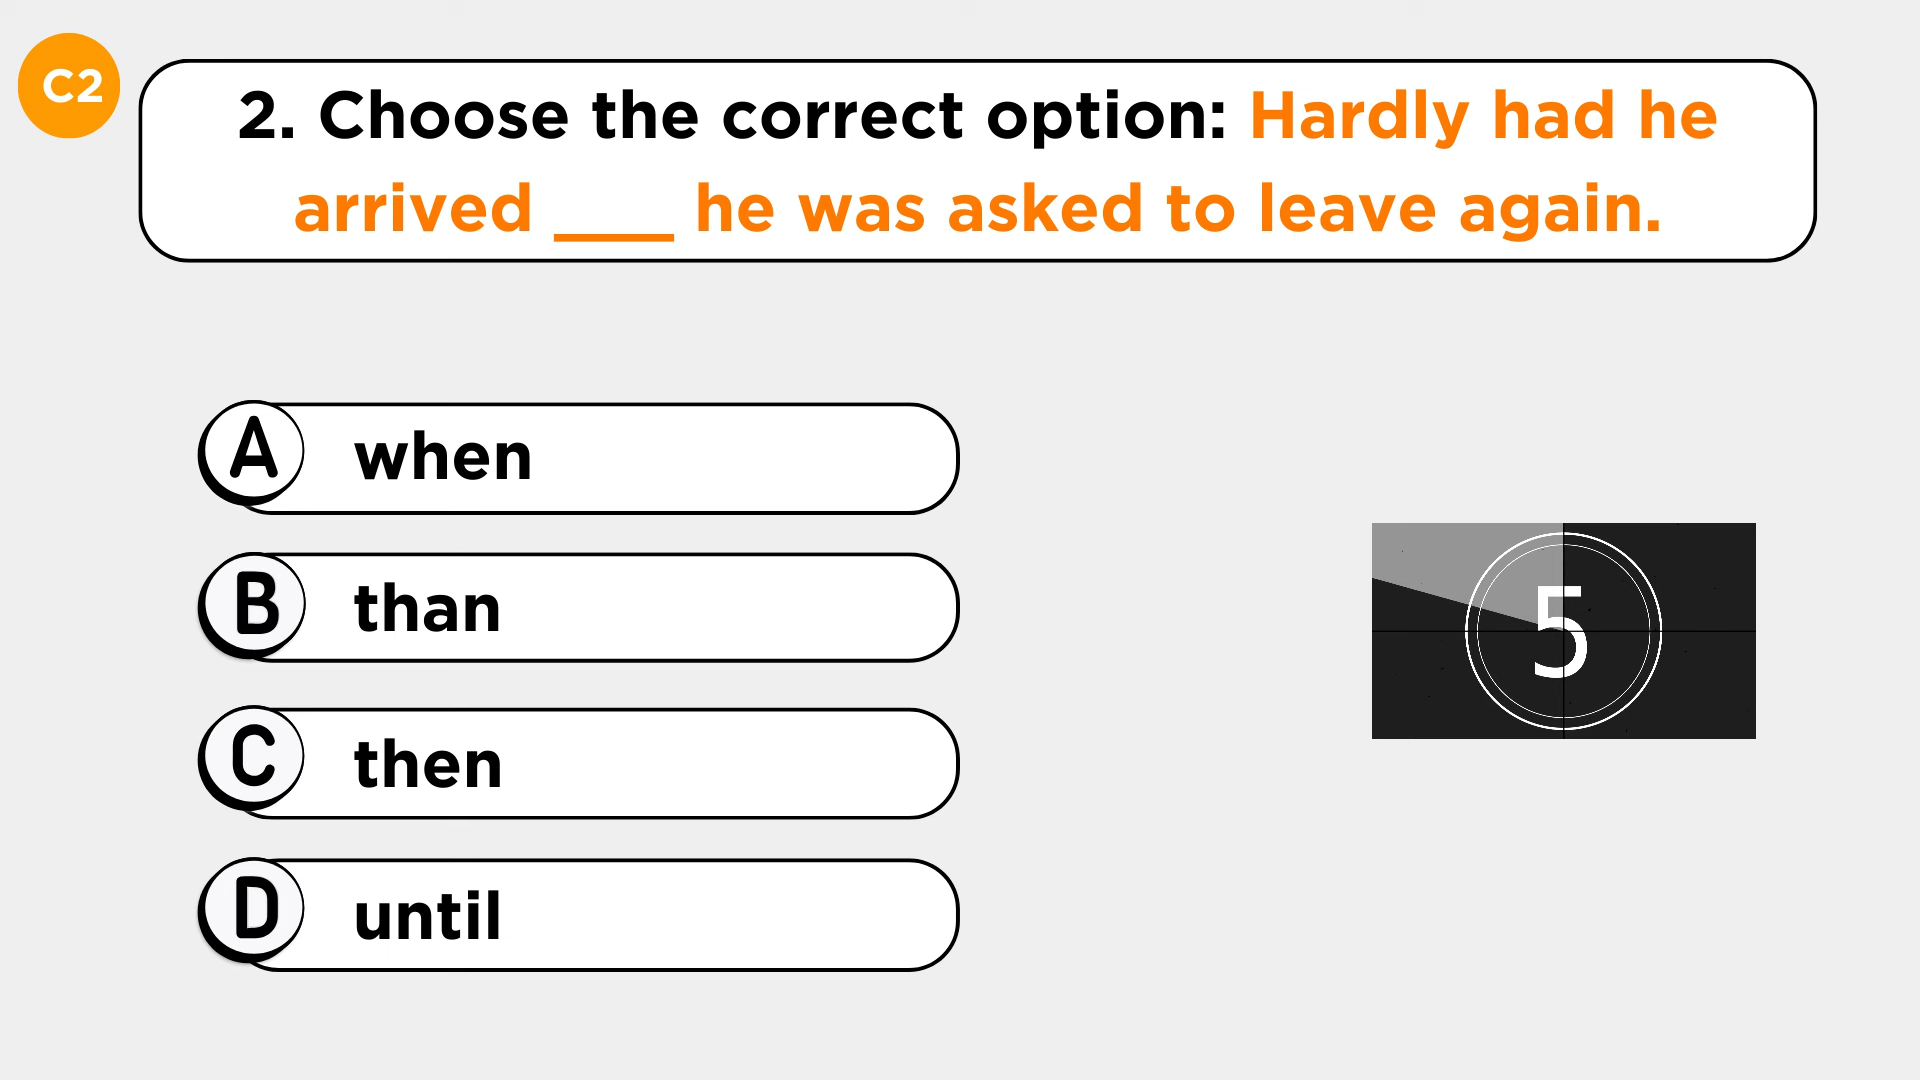 C2
2. Choose the correct option: Hardly had he
arrived ___ he was asked to leave again.
A when
B than
5
C then
D until